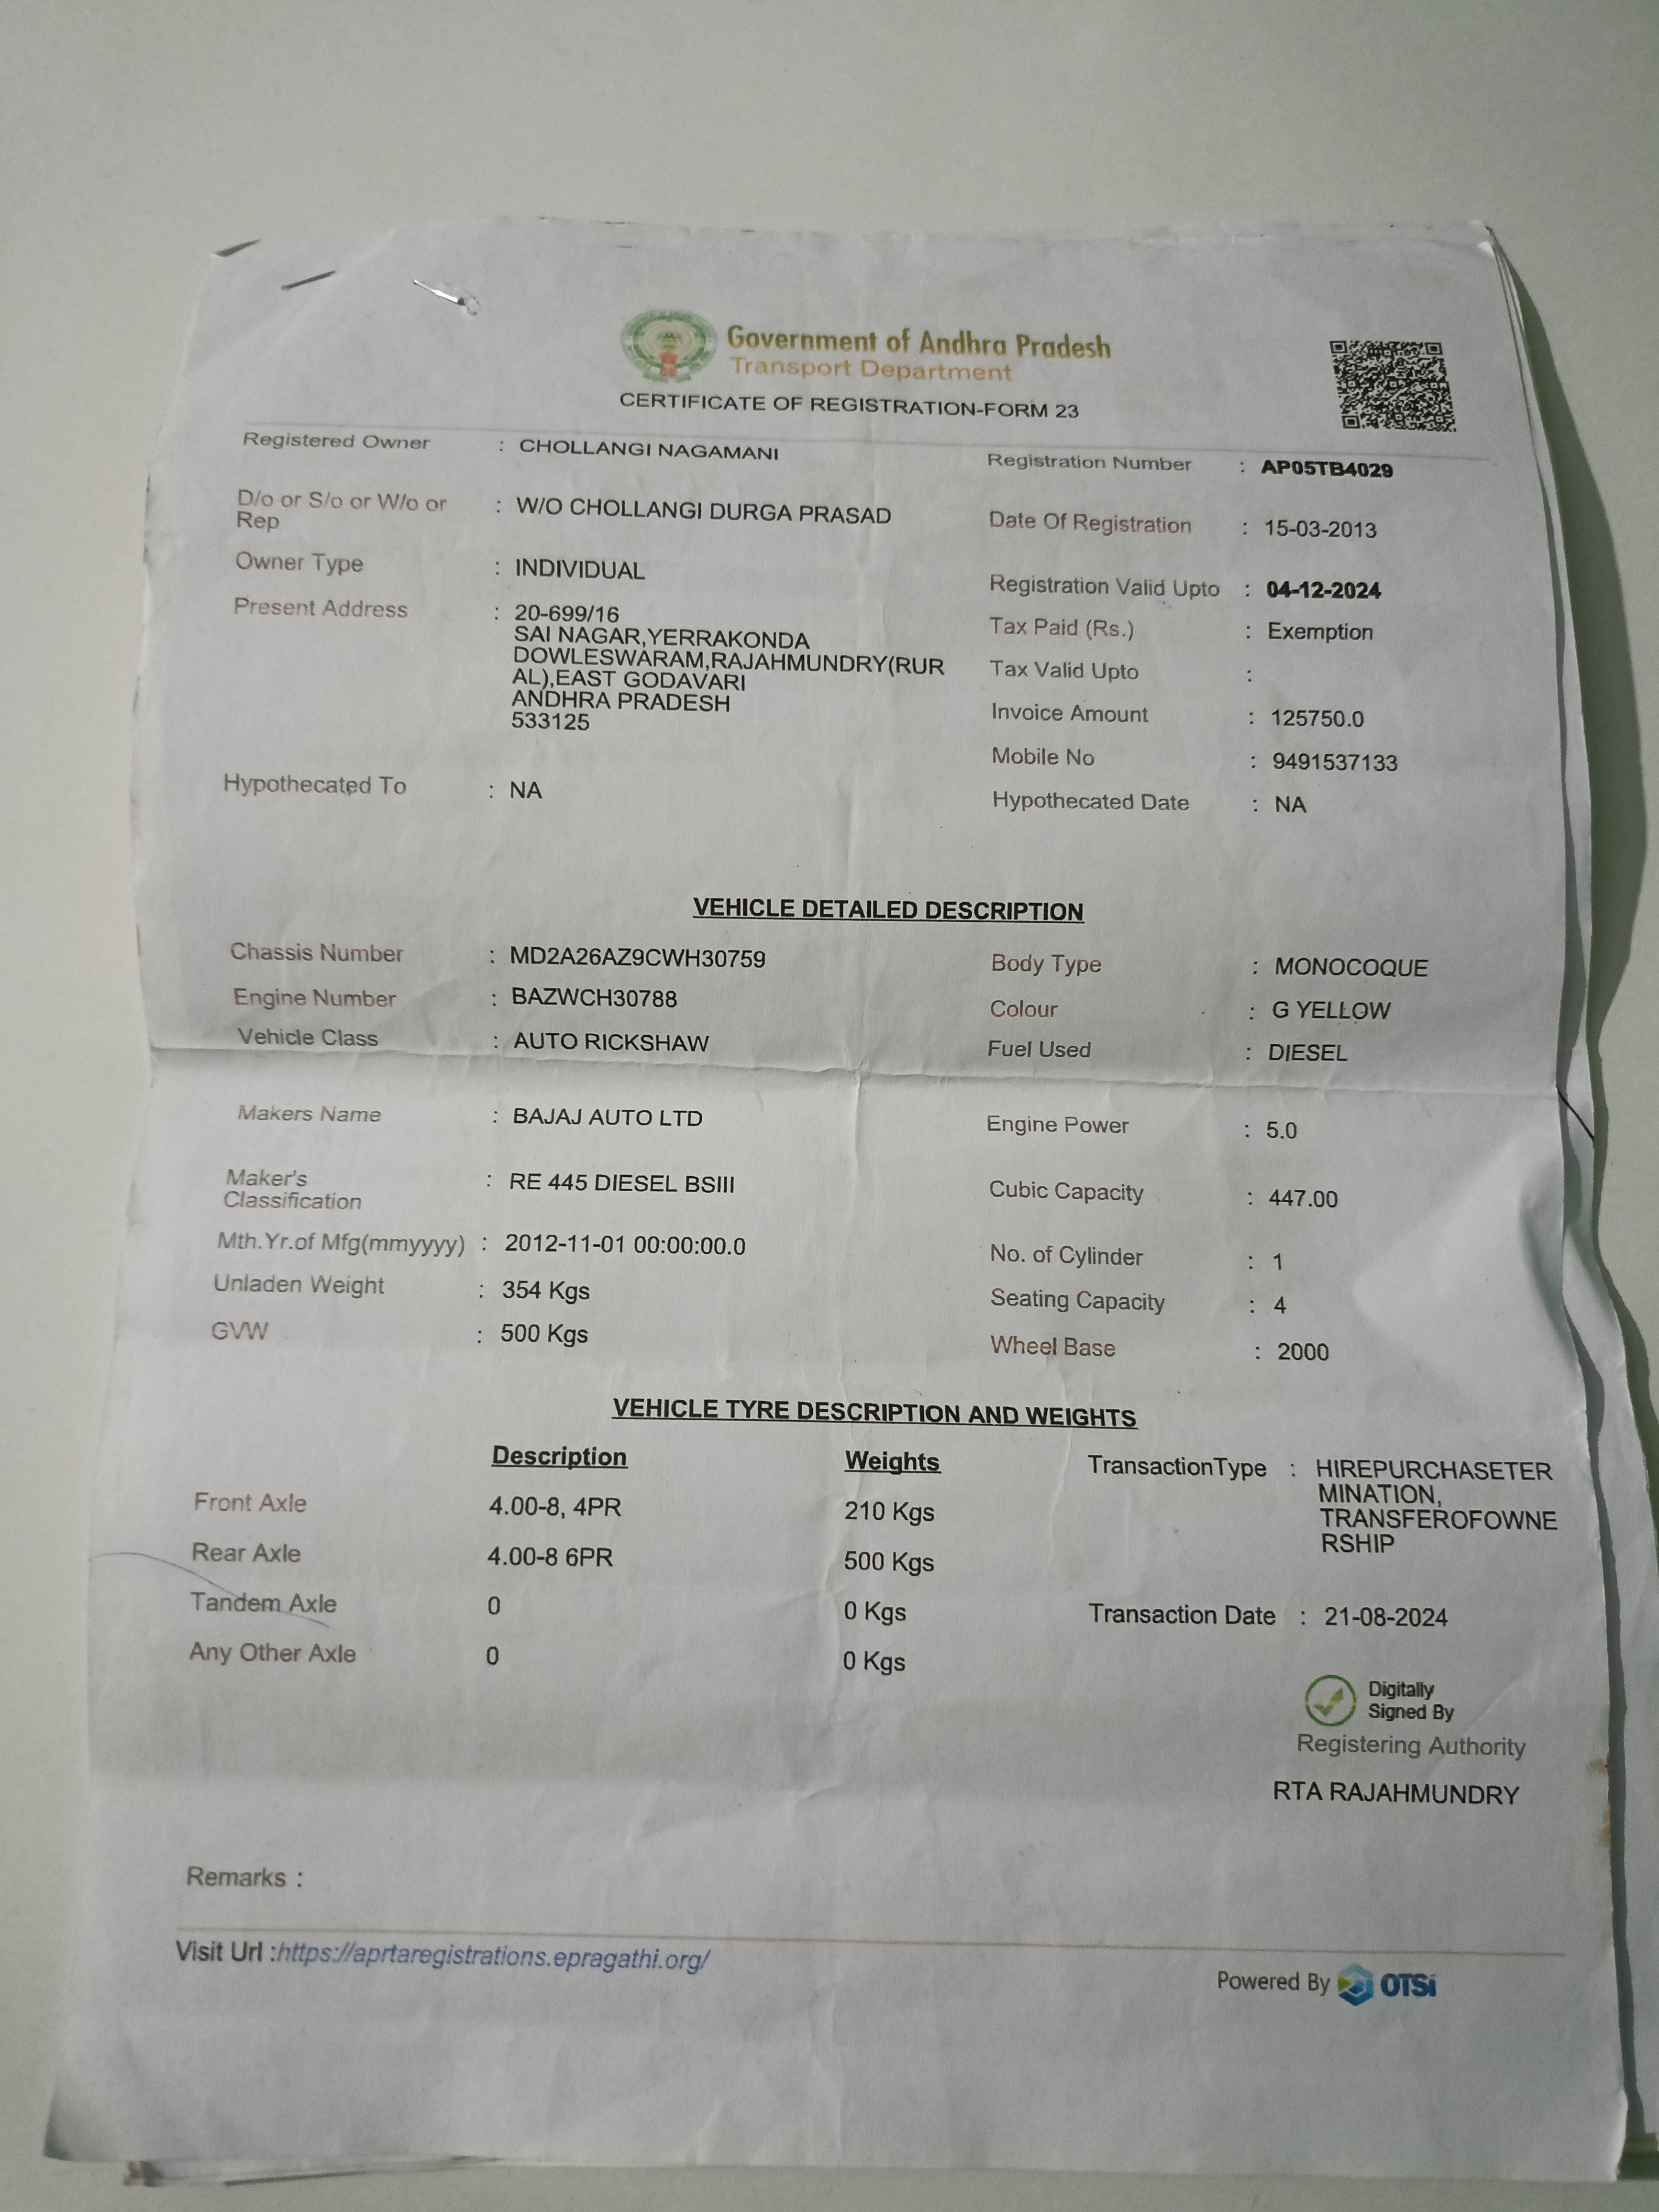 Government of Andhra Pradesh
Transport Department
CERTIFICATE OF REGISTRATION-FORM 23
Registered Owner : CHOLLANGI NAGAMANI
Registration Number : AP05TB4029
D/o or S/o or W/o or : W/O CHOLLANGI DURGA PRASAD
Rep
Date Of Registration : 15-03-2013
Owner Type : INDIVIDUAL
Registration Valid Upto : 04-12-2024
Present Address : 20-699/16
SAI NAGAR,YERRAKONDA
DOWLESWARAM,RAJAHMUNDRY(RUR
AL),EAST GODAVARI
ANDHRA PRADESH
533125
Tax Paid (Rs.) : Exemption
Tax Valid Upto :
Invoice Amount : 125750.0
Mobile No : 9491537133
Hypothecated To : NA
Hypothecated Date : NA
VEHICLE DETAILED DESCRIPTION
Chassis Number : MD2A26AZ9CWH30759
Body Type : MONOCOQUE
Engine Number : BAZWCH30788
Colour : G YELLOW
Vehicle Class : AUTO RICKSHAW
Fuel Used : DIESEL
Makers Name : BAJAJ AUTO LTD
Engine Power : 5.0
Maker's : RE 445 DIESEL BSIII
Classification
Cubic Capacity : 447.00
Mth.Yr.of Mfg(mmyyyy) : 2012-11-01 00:00:00.0
No. of Cylinder : 1
Unladen Weight : 354 Kgs
Seating Capacity : 4
GVW : 500 Kgs
Wheel Base : 2000
VEHICLE TYRE DESCRIPTION AND WEIGHTS
Description Weights
Front Axle 4.00-8, 4PR 210 Kgs
Rear Axle 4.00-8 6PR 500 Kgs
Tandem Axle 0 0 Kgs
Any Other Axle 0 0 Kgs
TransactionType : HIREPURCHASETER
MINATION,
TRANSFEROFOWNE
RSHIP
Transaction Date : 21-08-2024
Digitally
Signed By
Registering Authority
RTA RAJAHMUNDRY
Remarks :
Visit Url :https://aprtaregistrations.epragathi.org/
Powered By OTSi